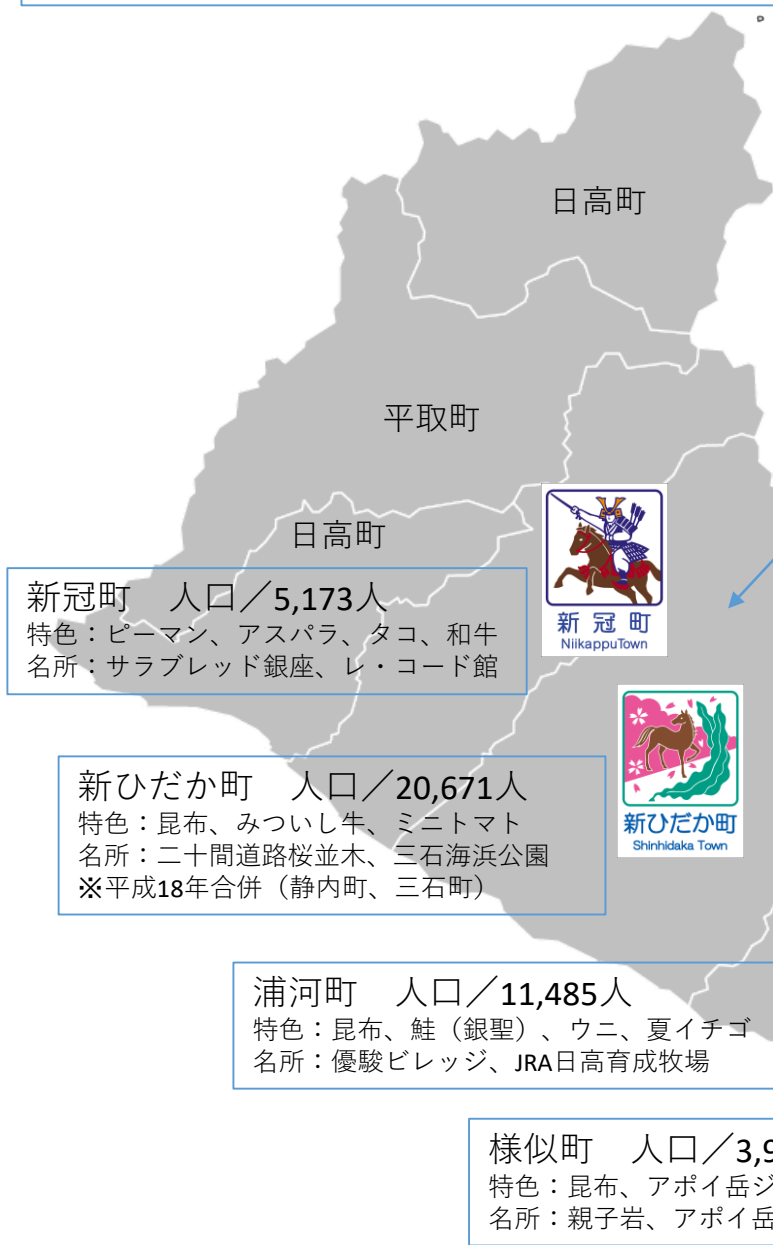 日高町
平取町
日高町
新冠町　人口／5,173人
特色：ピーマン、アスパラ、タコ、和牛
名所：サラブレッド銀座、レ・コード館
新冠町
NiikappuTown
新ひだか町　人口／20,671人
特色：昆布、みついし牛、ミニトマト
名所：二十間道路桜並木、三石海浜公園
※平成18年合併（静内町、三石町）
新ひだか町
Shinhidaka Town
浦河町　人口／11,485人
特色：昆布、鮭（銀聖）、ウニ、夏イチゴ
名所：優駿ビレッジ、JRA日高育成牧場
様似町　人口／3,9
特色：昆布、アポイ岳ジ
名所：親子岩、アポイ岳